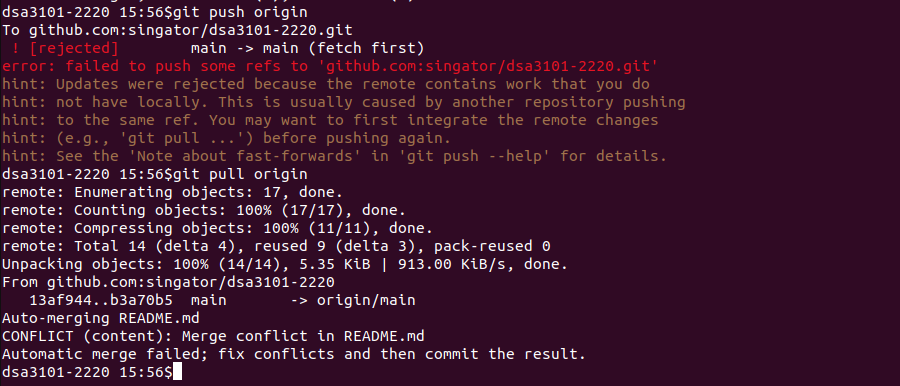 dsa3101-2220 15:56$git push origin
To github.com:singator/dsa3101-2220.git
 ! [rejected]        main -> main (fetch first)
error: failed to push some refs to 'github.com:singator/dsa3101-2220.git'
hint: Updates were rejected because the remote contains work that you do
hint: not have locally. This is usually caused by another repository pushing
hint: to the same ref. You may want to first integrate the remote changes
hint: (e.g., 'git pull ...') before pushing again.
hint: See the 'Note about fast-forwards' in 'git push --help' for details.
dsa3101-2220 15:56$git pull origin
remote: Enumerating objects: 17, done.
remote: Counting objects: 100% (17/17), done.
remote: Compressing objects: 100% (11/11), done.
remote: Total 14 (delta 4), reused 9 (delta 3), pack-reused 0
Unpacking objects: 100% (14/14), 5.35 KiB | 913.00 KiB/s, done.
From github.com:singator/dsa3101-2220
   13af944..b3a70b5  main       -> origin/main
Auto-merging README.md
CONFLICT (content): Merge conflict in README.md
Automatic merge failed; fix conflicts and then commit the result.
dsa3101-2220 15:56$